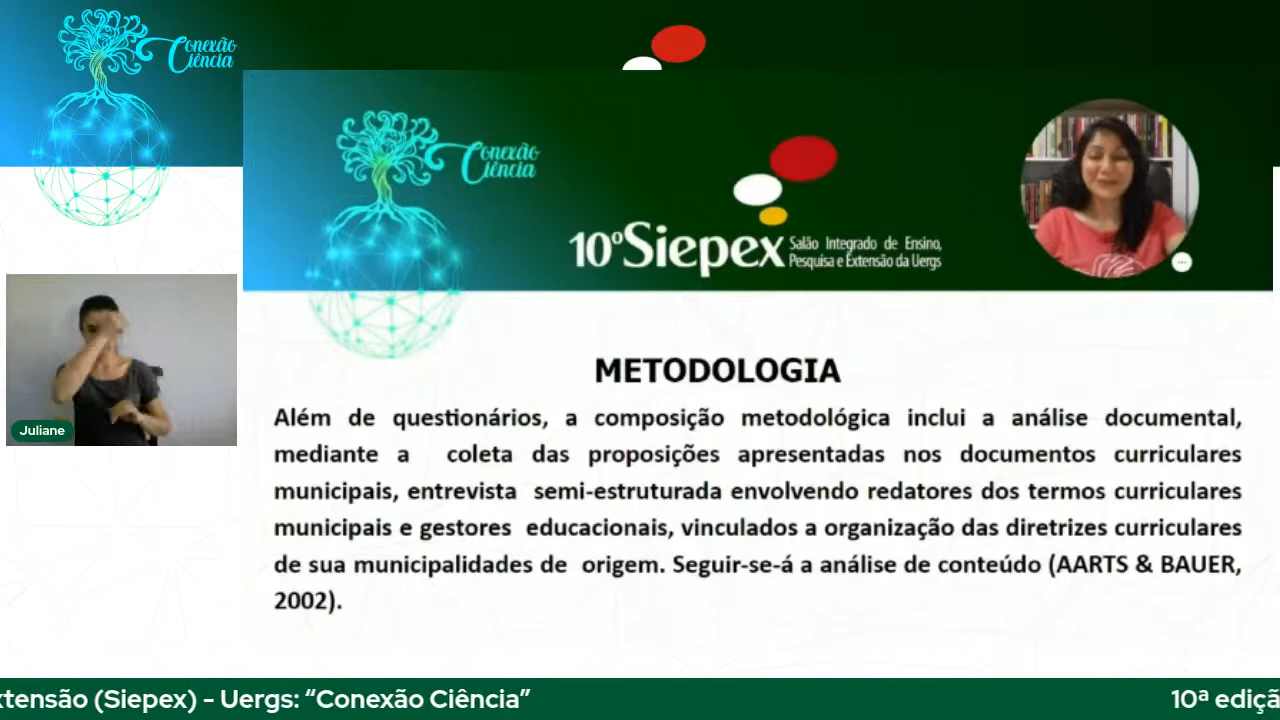 Conexão
Ciência
Conexão
Ciência
10º Siepex
Salão Integrado de Ensino,
Pesquisa e Extensão da Uergs
METODOLOGIA
Além de questionários, a composição metodológica inclui a análise documental,
mediante a coleta das proposições apresentadas nos documentos curriculares
municipais, entrevista semi-estruturada envolvendo redatores dos termos curriculares
municipais e gestores educacionais, vinculados a organização das diretrizes curriculares
de sua municipalidades de origem. Seguir-se-á a análise de conteúdo (AARTS & BAUER,
2002).
Juliane
xtensão (Siepex) - Uergs: “Conexão Ciência”
10ª ediçã